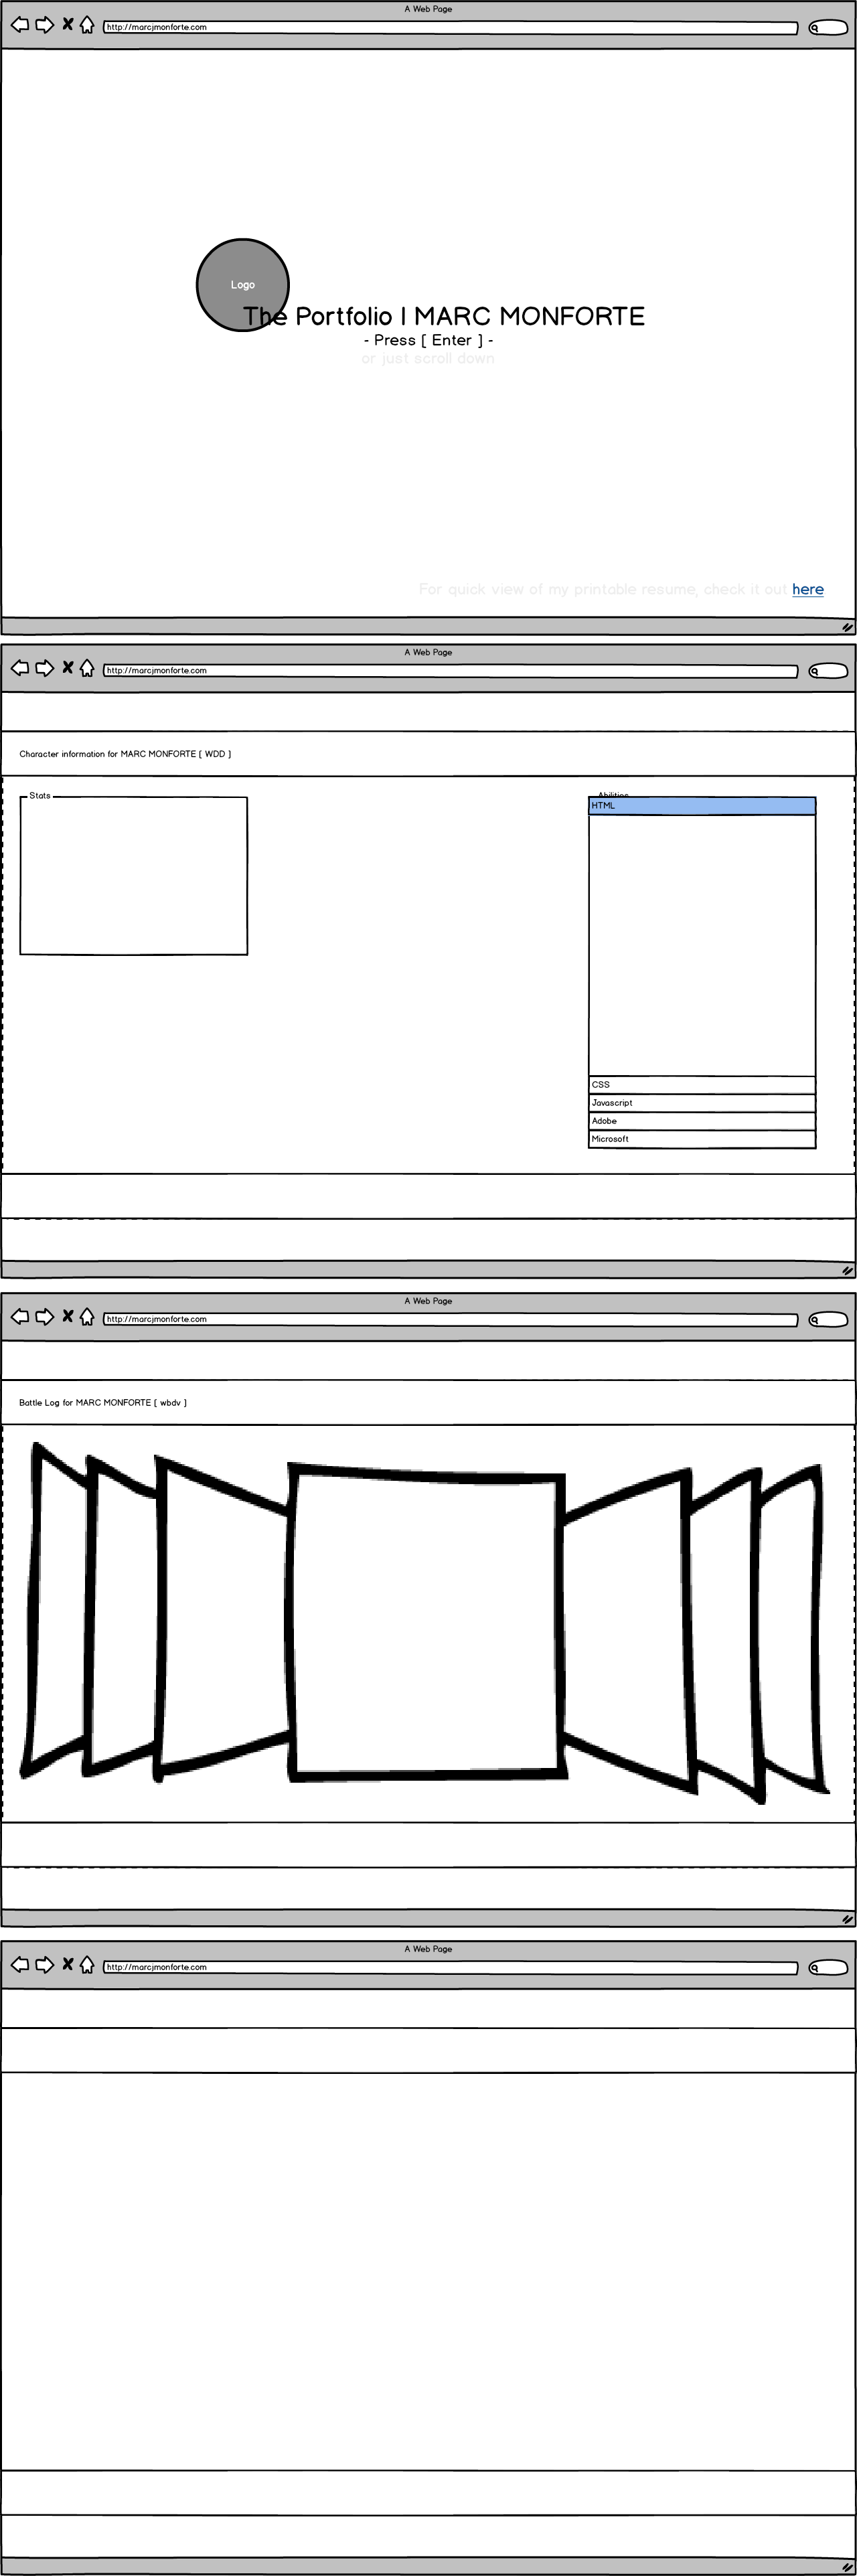 A Web Page
http://marcjmonforte.com
Logo
The Portfolio | MARC MONFORTE
- Press [ Enter ] -
or just scroll down
For quick view of my printable resume, check it out here
A Web Page
http://marcjmonforte.com
Character information for MARC MONFORTE [ WDD ]
Stats
Abilities
HTML
CSS
Javascript
Adobe
Microsoft
A Web Page
http://marcjmonforte.com
Battle Log for MARC MONFORTE [ wbdv ]
A Web Page
http://marcjmonforte.com